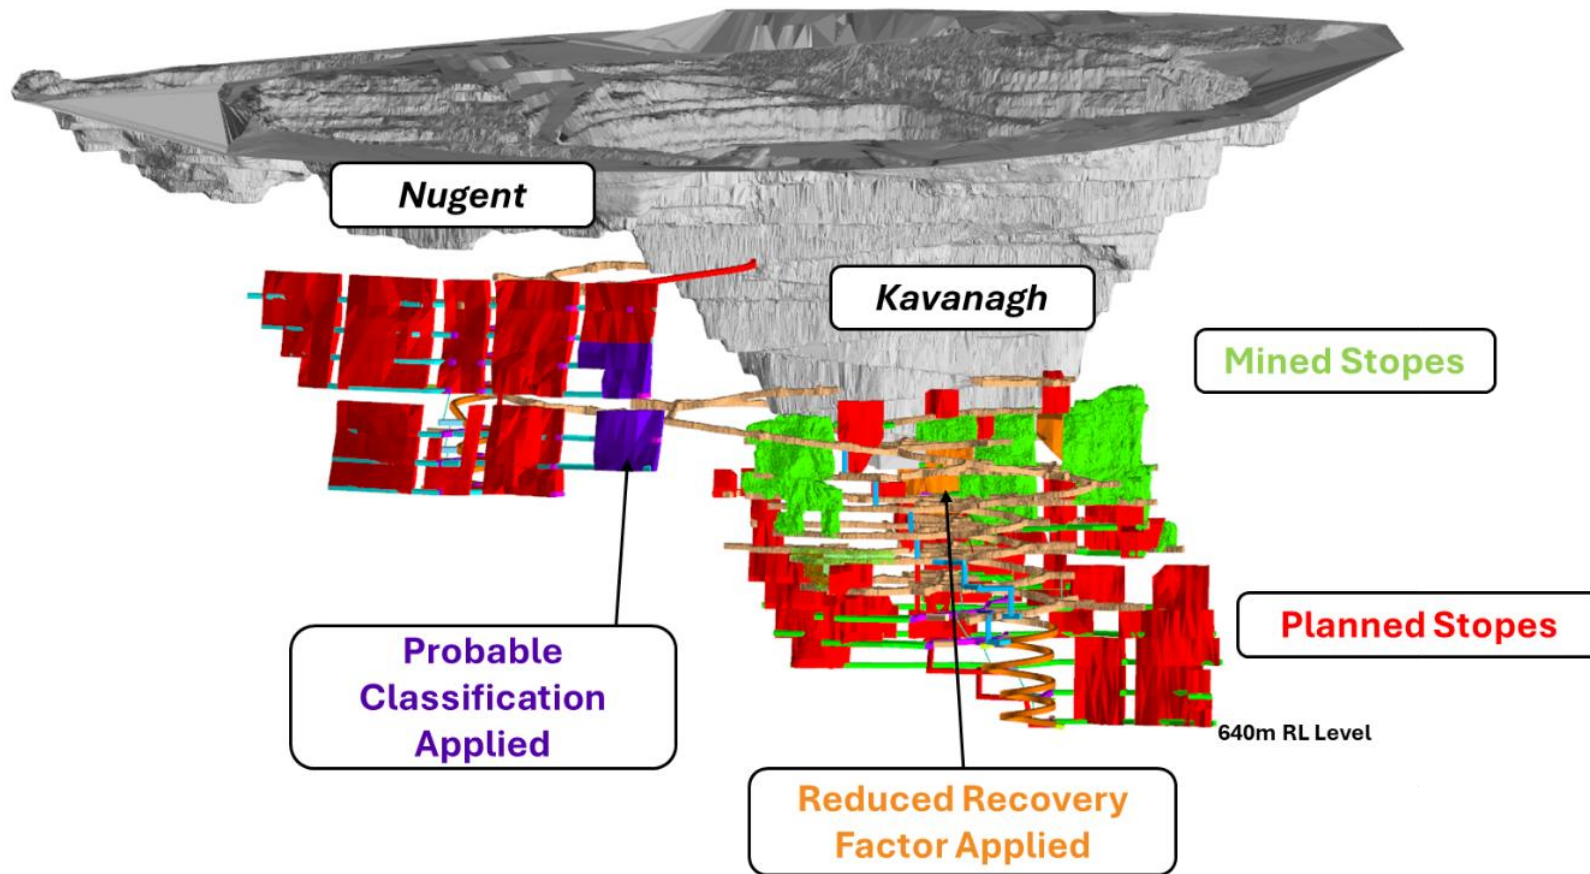 Nugent
Kavanagh
Mined Stopes
Planned Stopes
Probable
Classification
Applied
640m RL Level
Reduced Recovery
Factor Applied